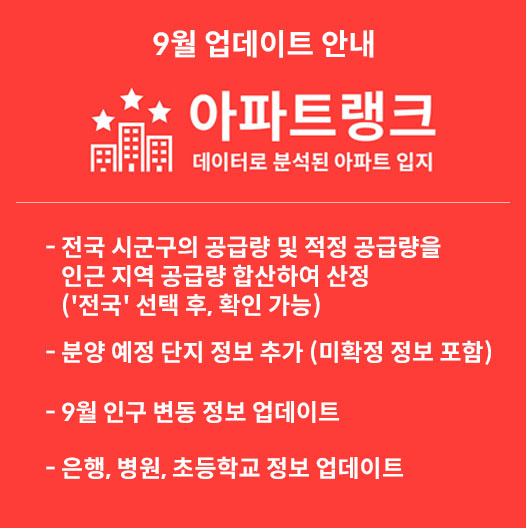 9월 업데이트 안내
아파트랭크
데이터로 분석된 아파트 입지
- 전국 시군구의 공급량 및 적정 공급량을
인근 지역 공급량 합산하여 산정
('전국' 선택 후, 확인 가능)
- 분양 예정 단지 정보 추가 (미확정 정보 포함)
- 9월 인구 변동 정보 업데이트
- 은행, 병원, 초등학교 정보 업데이트